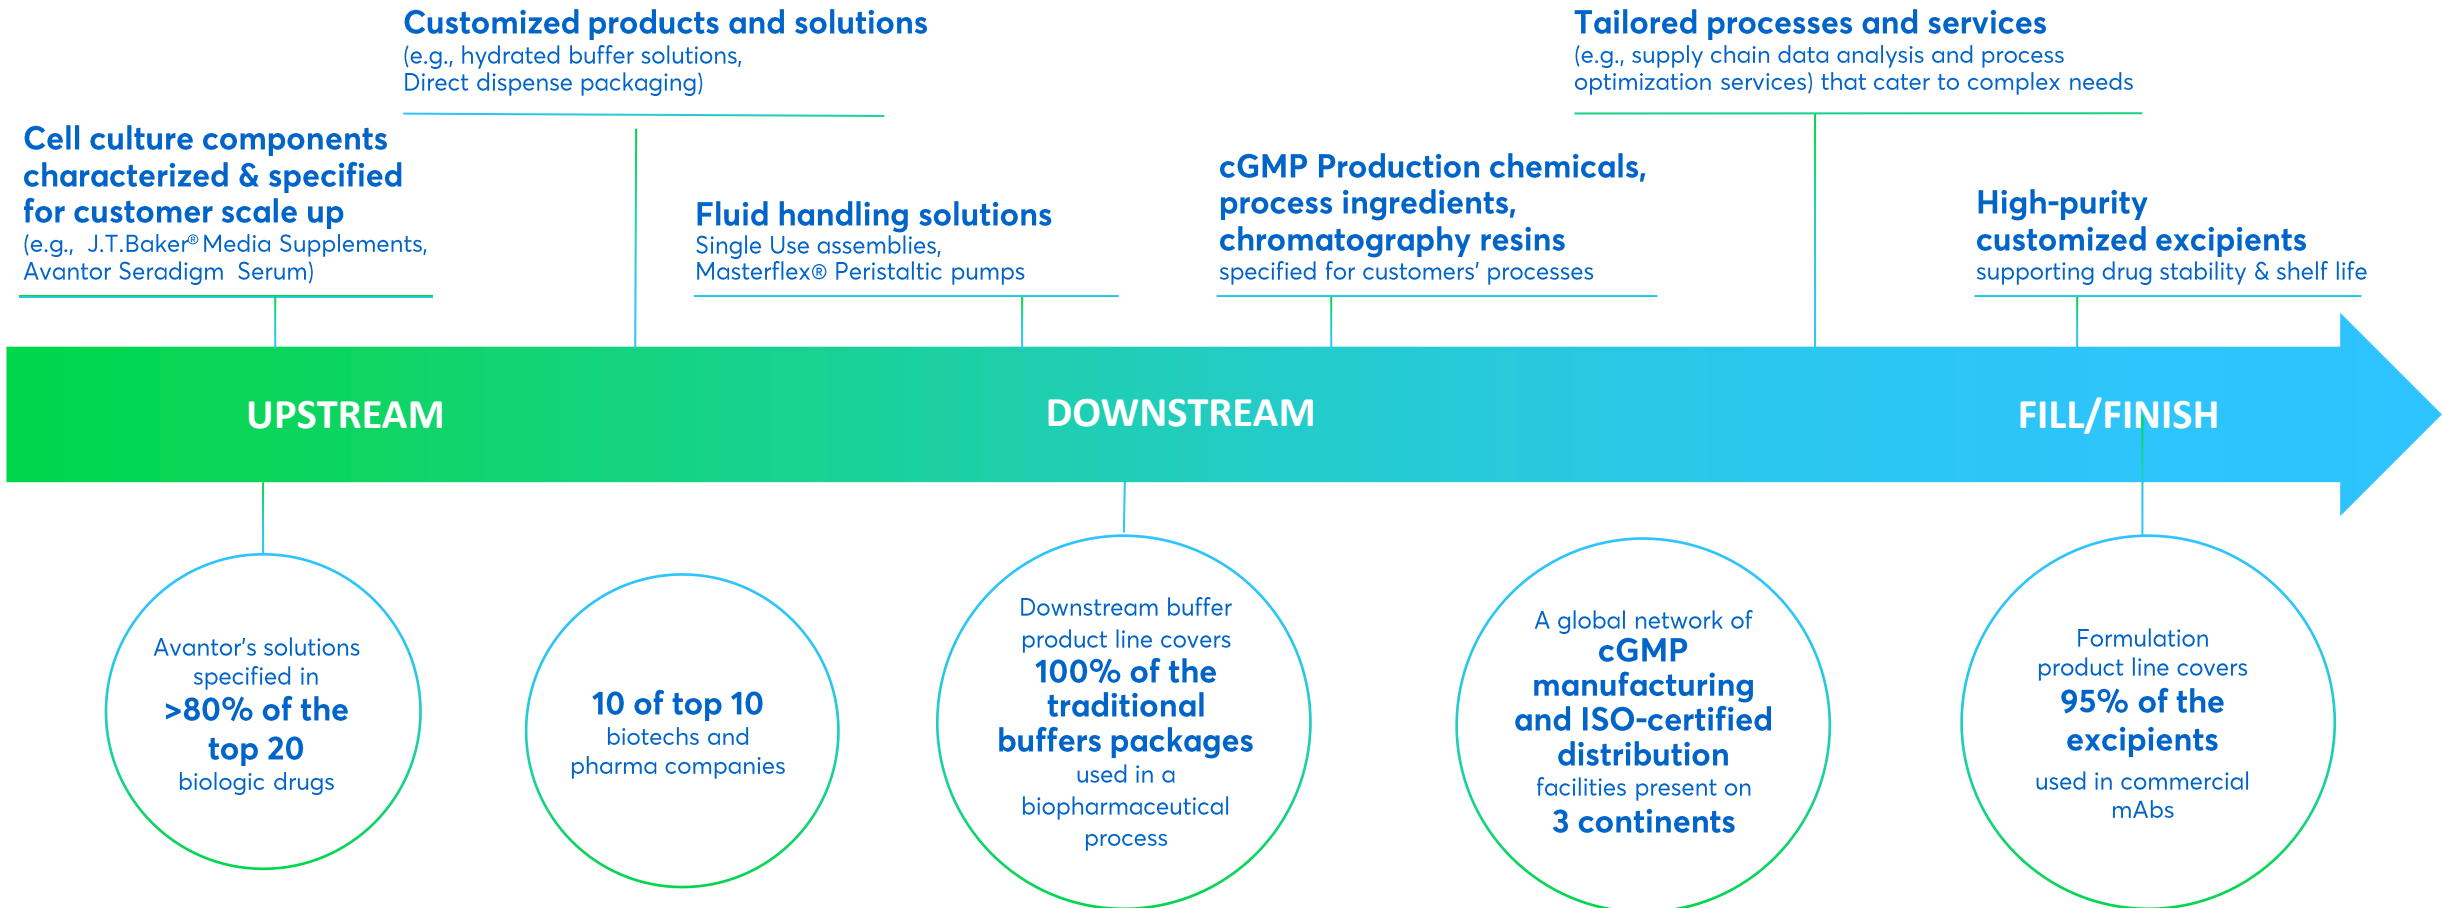 Customized products and solutions
(e.g., hydrated buffer solutions,
Direct dispense packaging)
Tailored processes and services
(e.g., supply chain data analysis and process
optimization services) that cater to complex needs
Cell culture components
characterized & specified
for customer scale up
(e.g., J.T.Baker® Media Supplements,
Avantor Seradigm Serum)
Fluid handling solutions
Single Use assemblies,
Masterflex® Peristaltic pumps
cGMP Production chemicals,
process ingredients,
chromatography resins
specified for customers’ processes
High-purity
customized excipients
supporting drug stability & shelf life
UPSTREAM
DOWNSTREAM
FILL/FINISH
Avantor’s solutions
specified in
>80% of the
top 20
biologic drugs
10 of top 10
biotechs and
pharma companies
Downstream buffer
product line covers
100% of the
traditional
buffers packages
used in a
biopharmaceutical
process
A global network of
cGMP
manufacturing
and ISO-certified
distribution
facilities present on
3 continents
Formulation
product line covers
95% of the
excipients
used in commercial
mAbs